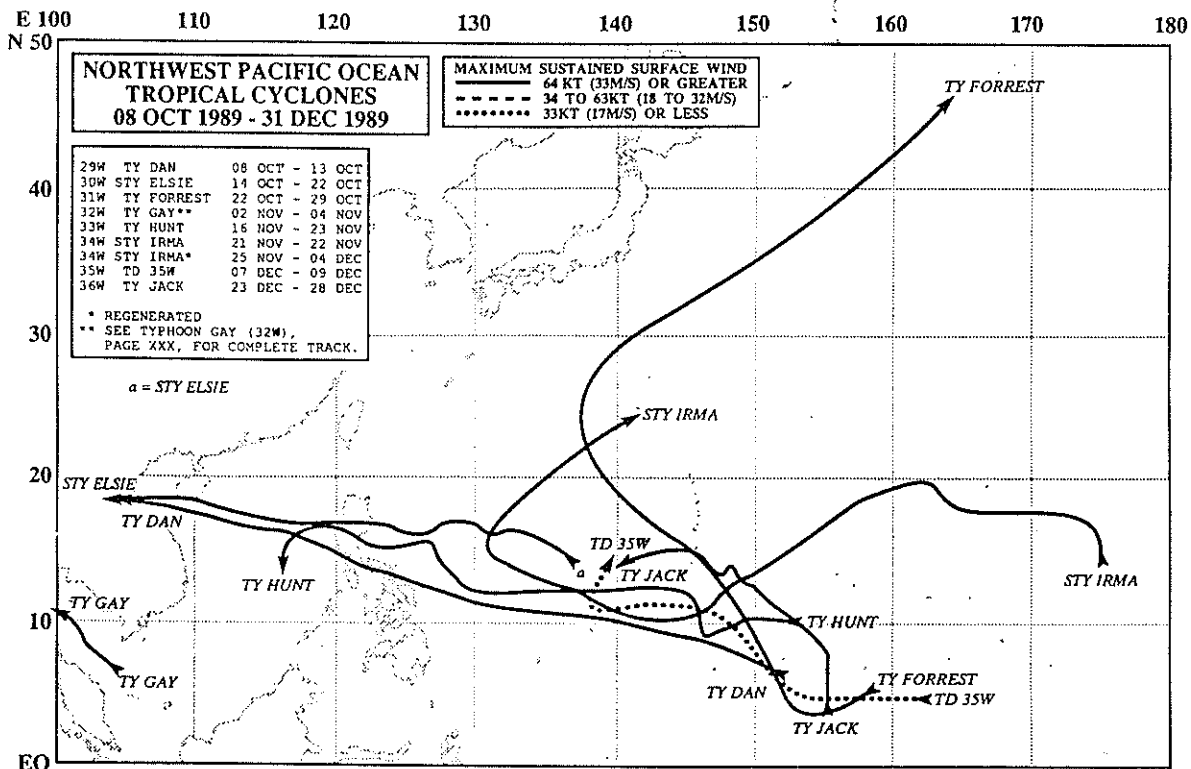 E 100 110 120 130 140 150 160 170 180
N 50
NORTHWEST PACIFIC OCEAN
TROPICAL CYCLONES
08 OCT 1989 - 31 DEC 1989
MAXIMUM SUSTAINED SURFACE WIND
64 KT (33M/S) OR GREATER
34 TO 63KT (18 TO 32M/S)
33KT (17M/S) OR LESS
TY FORREST
29W TY DAN 08 OCT - 13 OCT
30W STY ELSIE 14 OCT - 22 OCT
31W TY FORREST 22 OCT - 29 OCT
32W TY GAY** 02 NOV - 04 NOV
33W TY HUNT 16 NOV - 23 NOV
34W STY IRMA 21 NOV - 22 NOV
34W STY IRMA* 25 NOV - 04 DEC
35W TD 35W 07 DEC - 09 DEC
36W TY JACK 23 DEC - 28 DEC
* REGENERATED
** SEE TYPHOON GAY (32W),
PAGE XXX, FOR COMPLETE TRACK.
40
30
a = STY ELSIE
STY IRMA
20
STY ELSIE
TY DAN
TD 35W
TY HUNT
a
TY JACK
STY IRMA
TY GAY
10
TY HUNT
TY GAY
TY DAN
TY FORREST
TD 35W
TY JACK
EQ